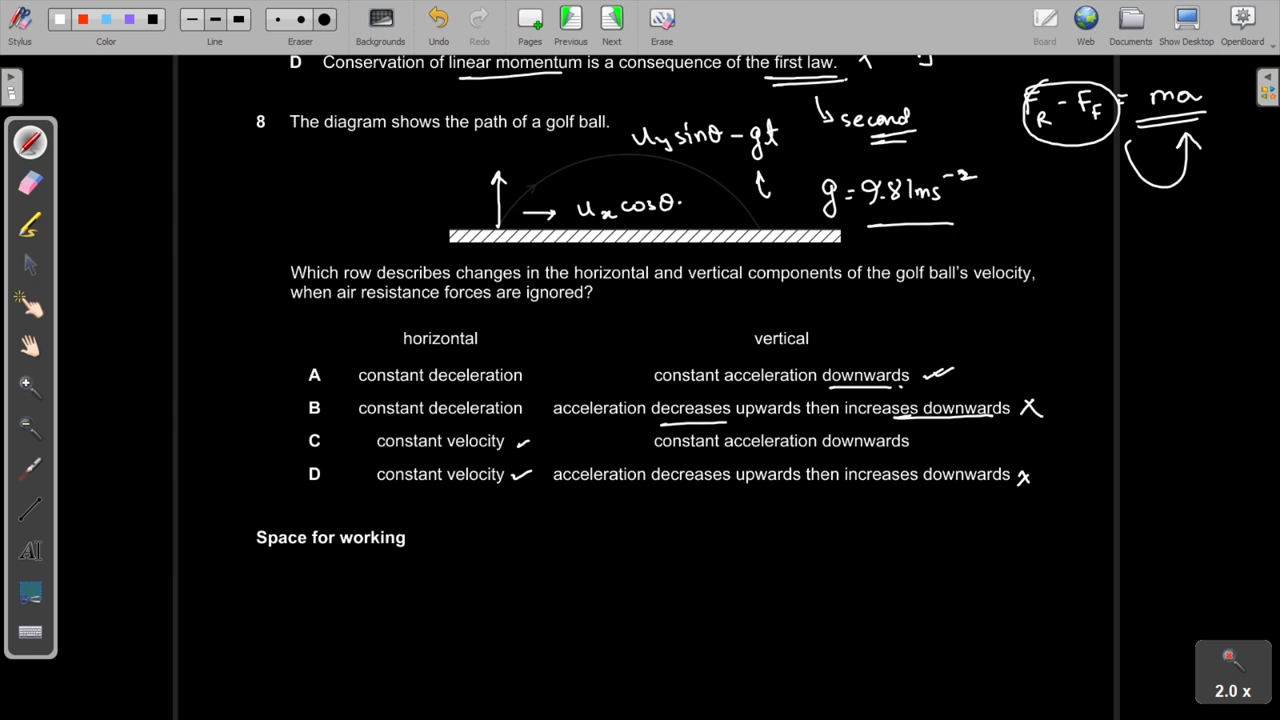 Stylus
Color
Line
Eraser
Backgrounds
Undo
Redo
Pages
Previous
Next
Erase
Board
Web
Documents
Show Desktop
OpenBoard
D Conservation of linear momentum is a consequence of the first law.
second
F_R - F_F = ma
8 The diagram shows the path of a golf ball.
u_y sinθ - gt
u_x cosθ.
g = 9.81ms⁻²
Which row describes changes in the horizontal and vertical components of the golf ball's velocity,
when air resistance forces are ignored?
horizontal vertical
A constant deceleration constant acceleration downwards
B constant deceleration acceleration decreases upwards then increases downwards
C constant velocity constant acceleration downwards
D constant velocity acceleration decreases upwards then increases downwards
Space for working
AI
2.0 x